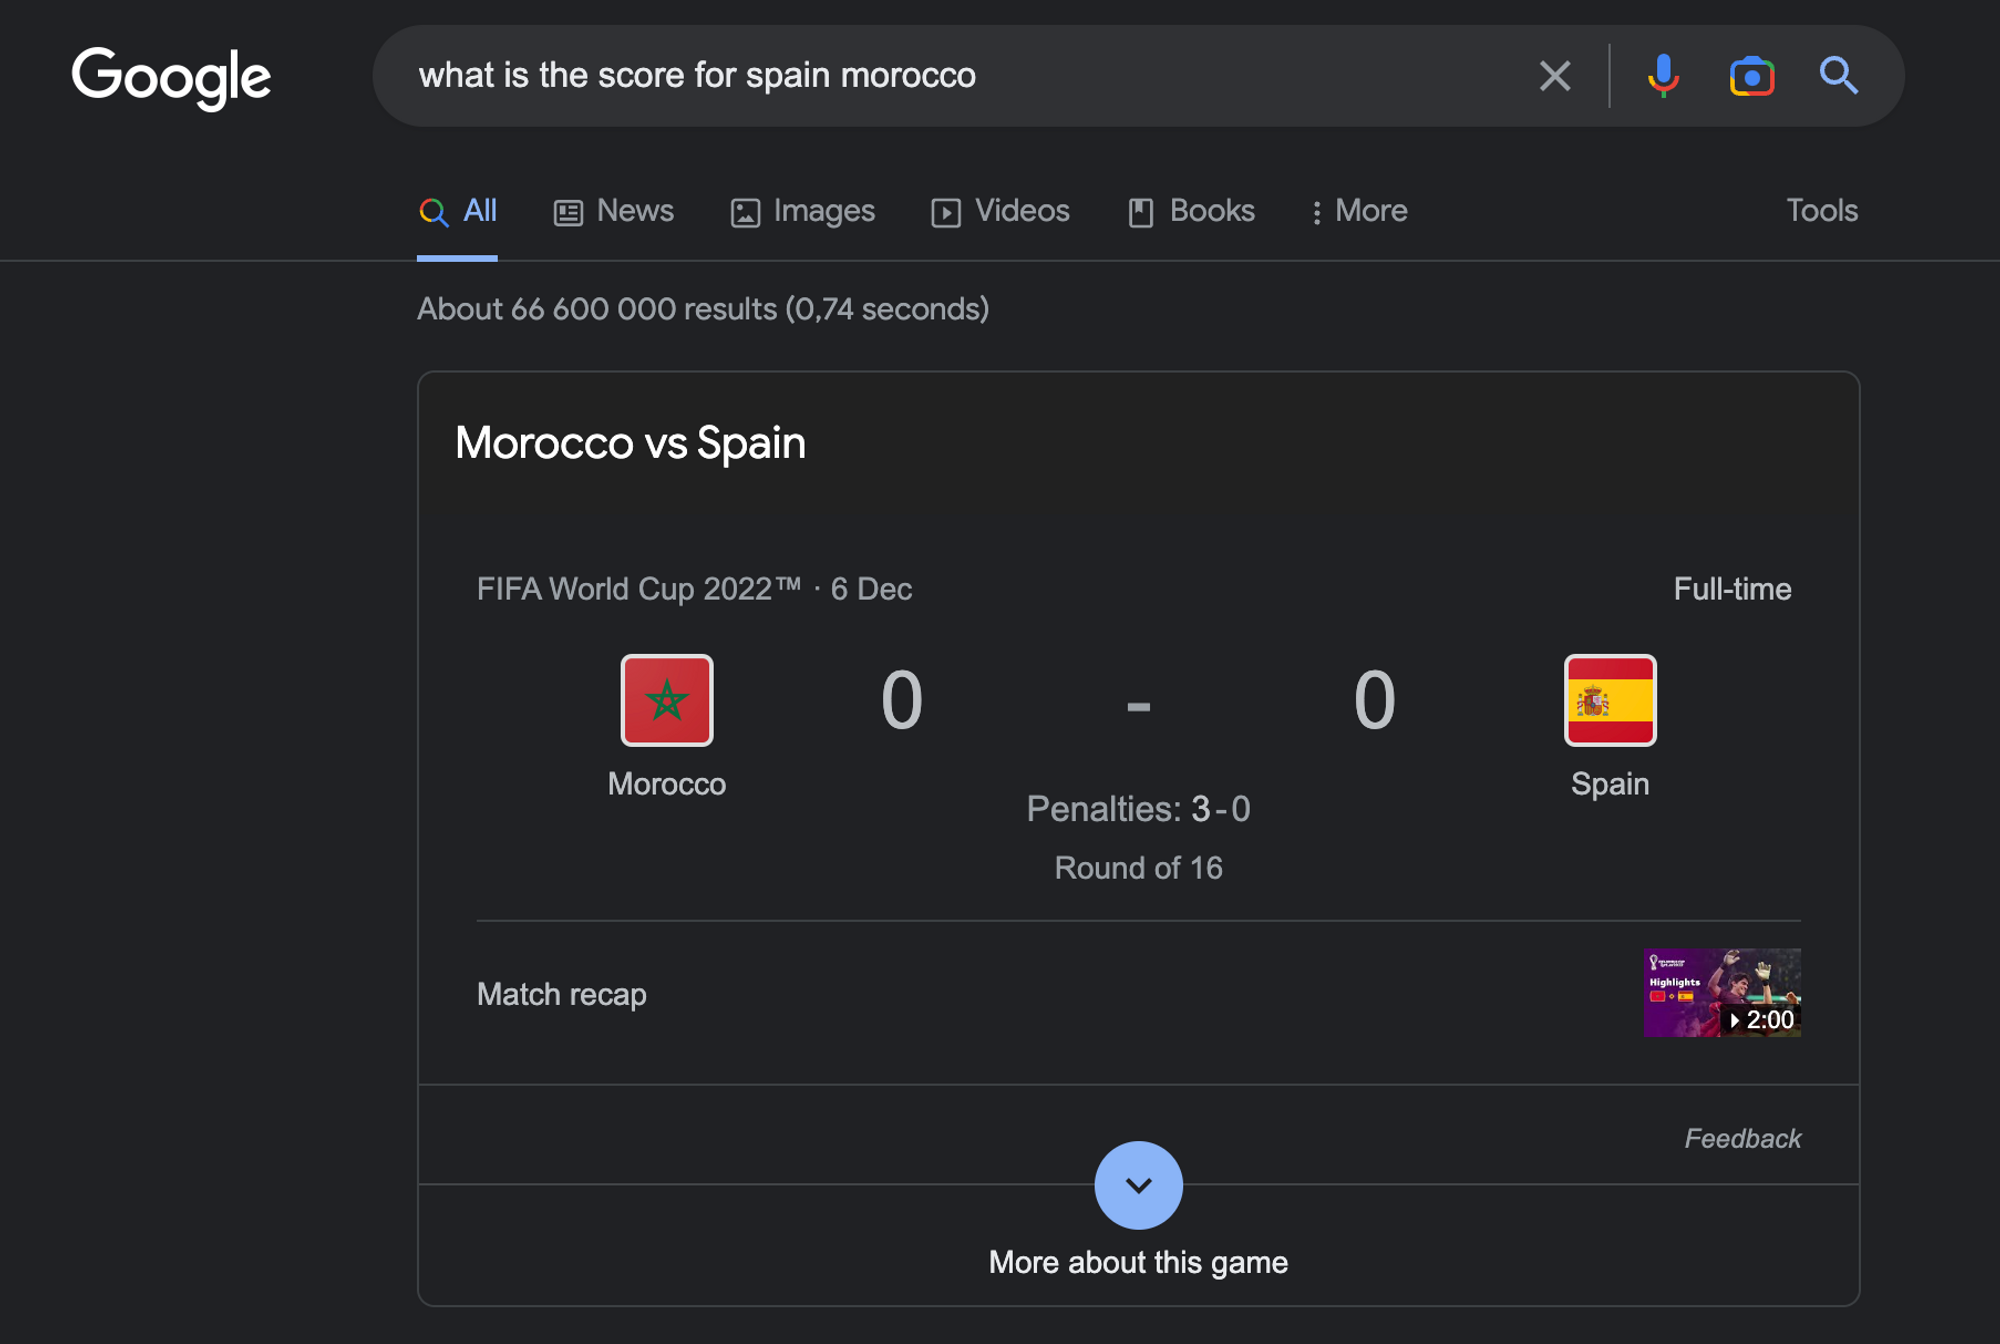 Google
what is the score for spain morocco
All News Images Videos Books More Tools
About 66 600 000 results (0,74 seconds)
Morocco vs Spain
FIFA World Cup 2022™ · 6 Dec Full-time
0 - 0
Morocco Spain
Penalties: 3 - 0
Round of 16
Match recap
Highlights
2:00
Feedback
More about this game